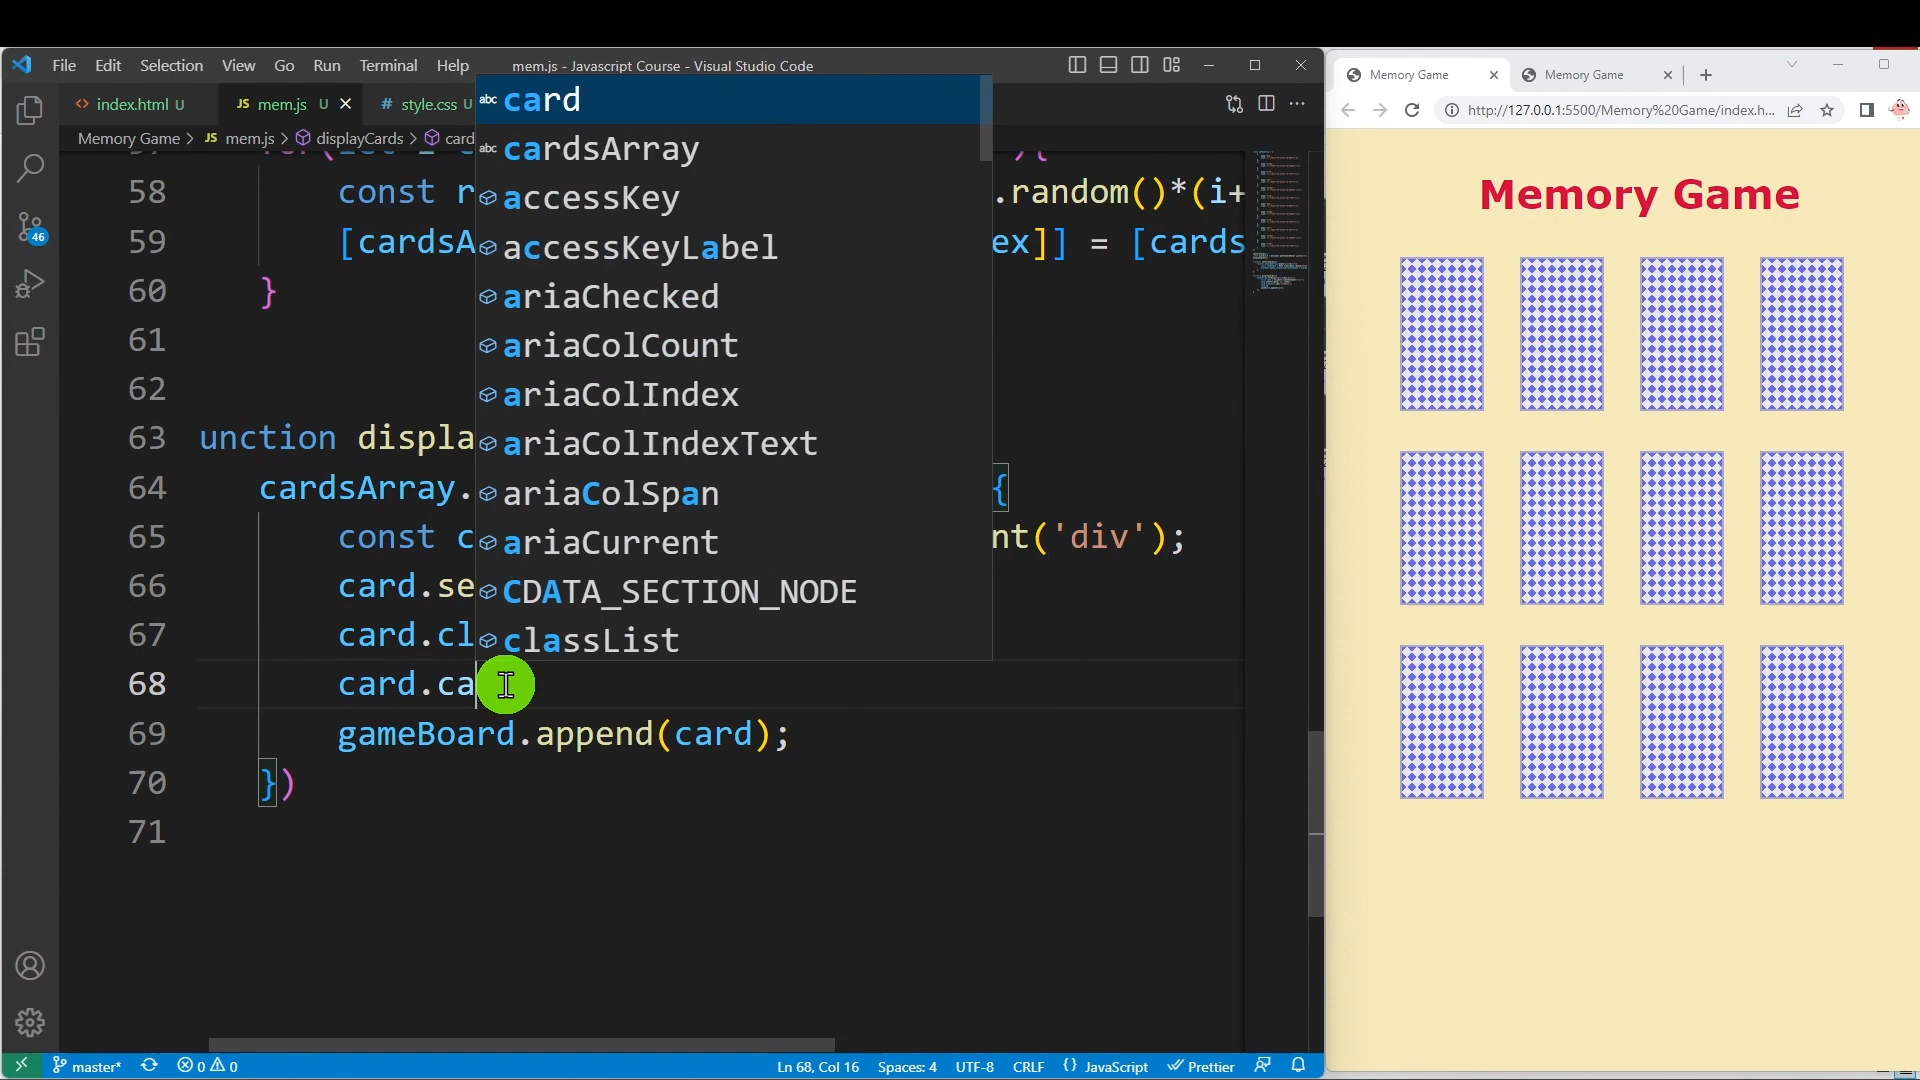 File Edit Selection View Go Run Terminal Help mem.js - Javascript Course - Visual Studio Code
index.html U JS mem.js U # style.css U
Memory Game > JS mem.js > displayCards > card
58 const r .random()*(i+
59 [cardsA ex]] = [cards
60 }
61
62
63 unction displa
64 cardsArray. {
65 const c nt('div');
66 card.se
67 card.cl
68 card.ca
69 gameBoard.append(card);
70 })
71
abc card
abc cardsArray
accessKey
accessKeyLabel
ariaChecked
ariaColCount
ariaColIndex
ariaColIndexText
ariaColSpan
ariaCurrent
CDATA_SECTION_NODE
classList
46
master* 0 0 Ln 68, Col 16 Spaces: 4 UTF-8 CRLF {} JavaScript Prettier
Memory Game Memory Game
http://127.0.0.1:5500/Memory%20Game/index.h...
Memory Game